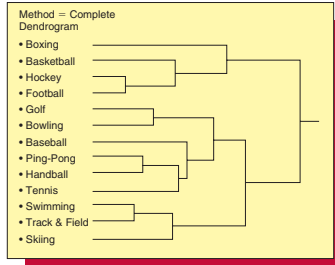 Method = Complete
Dendrogram
• Boxing
• Basketball
• Hockey
• Football
• Golf
• Bowling
• Baseball
• Ping-Pong
• Handball
• Tennis
• Swimming
• Track & Field
• Skiing